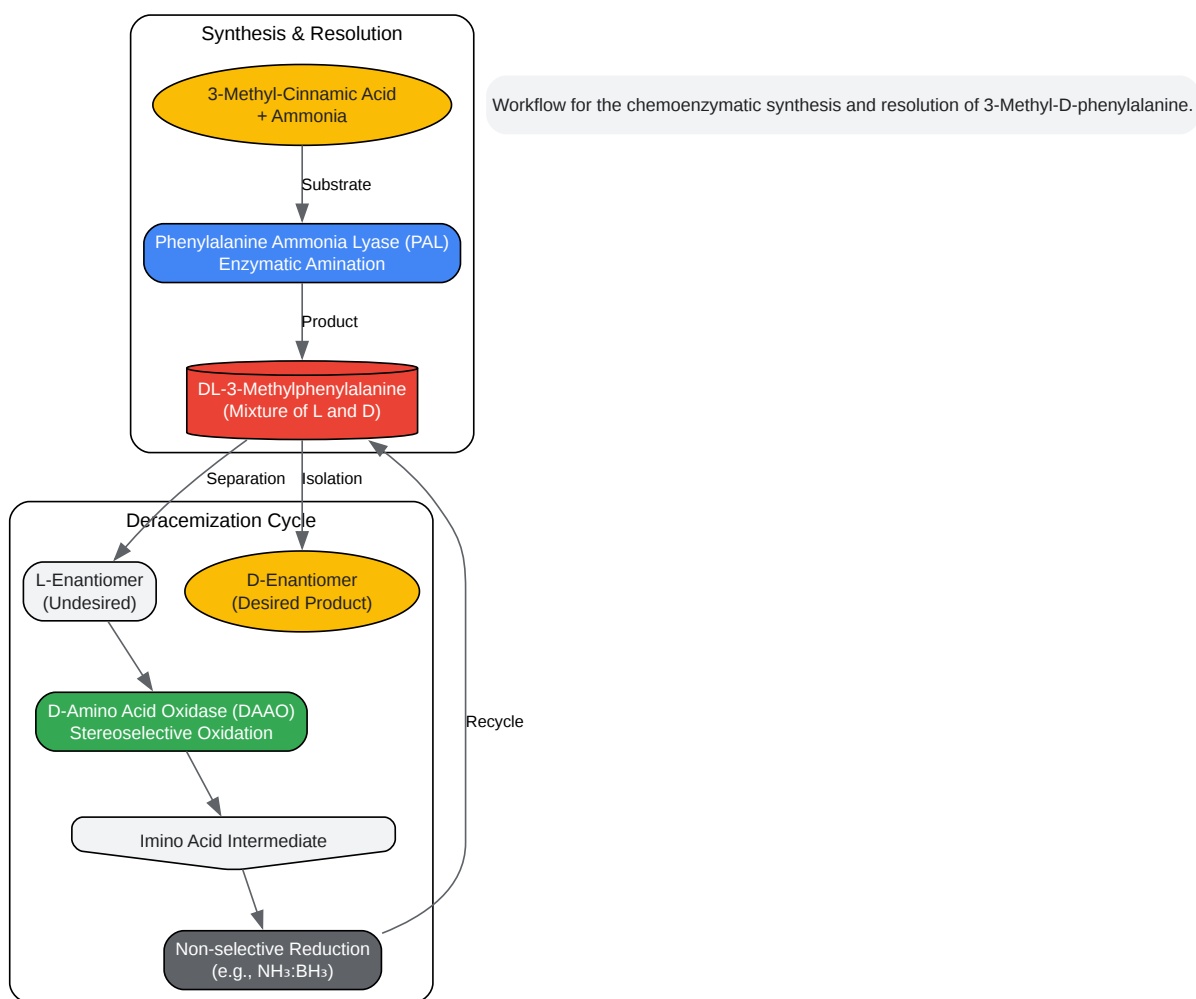 Synthesis & Resolution
3-Methyl-Cinnamic Acid
+ Ammonia
Workflow for the chemoenzymatic synthesis and resolution of 3-Methyl-D-phenylalanine.
Substrate
Phenylalanine Ammonia Lyase (PAL)
Enzymatic Amination
Product
DL-3-Methylphenylalanine
(Mixture of L and D)
Separation
Isolation
Deracemization Cycle
L-Enantiomer
(Undesired)
D-Enantiomer
(Desired Product)
D-Amino Acid Oxidase (DAAO)
Stereoselective Oxidation
Recycle
Imino Acid Intermediate
Non-selective Reduction
(e.g., NH₃:BH₃)